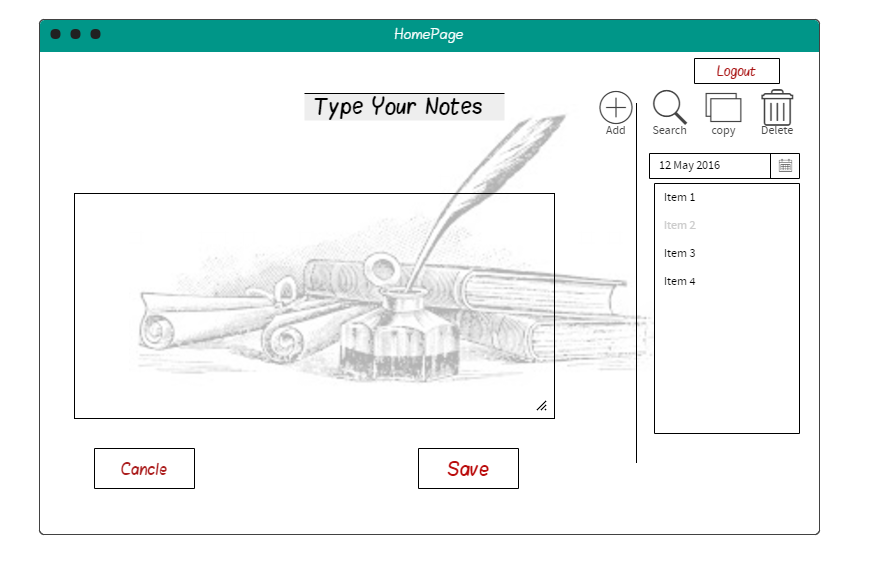 HomePage
Logout
Type Your Notes
Add
Search
copy
Delete
12 May 2016
Item 1
Item 2
Item 3
Item 4
Cancle
Save